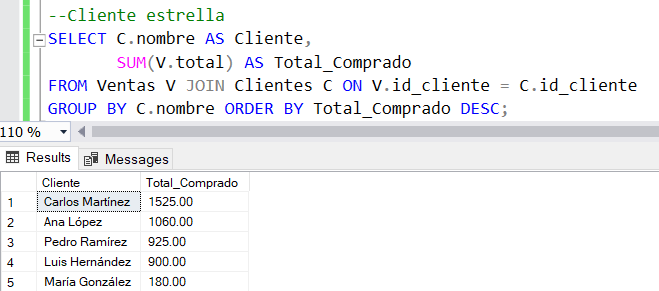 --Cliente estrella
SELECT C.nombre AS Cliente,
SUM(V.total) AS Total_Comprado
FROM Ventas V JOIN Clientes C ON V.id_cliente = C.id_cliente
GROUP BY C.nombre ORDER BY Total_Comprado DESC;
110 %
Results Messages
Cliente Total_Comprado
1 Carlos Martínez 1525.00
2 Ana López 1060.00
3 Pedro Ramírez 925.00
4 Luis Hernández 900.00
5 María González 180.00